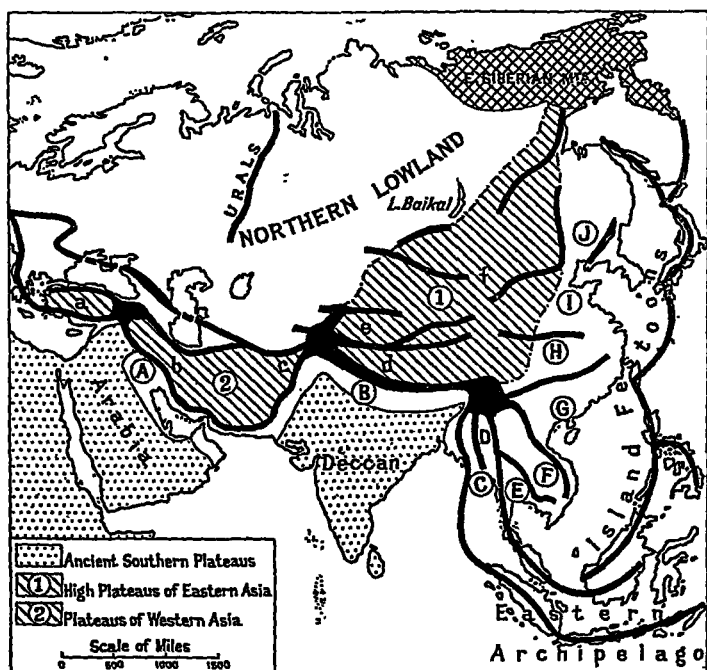 E. SIBERIAN MTS.
URALS
NORTHERN LOWLAND
L. Baikal
J
f
1
I
a
e
H
b
c
d
A
2
B
G
Arabia
D
Deccan
F
C
E
Island Festoons
Eastern
Archipelago
Ancient Southern Plateaus
1 High Plateaus of Eastern Asia
2 Plateaus of Western Asia
Scale of Miles
0 500 1000 1500